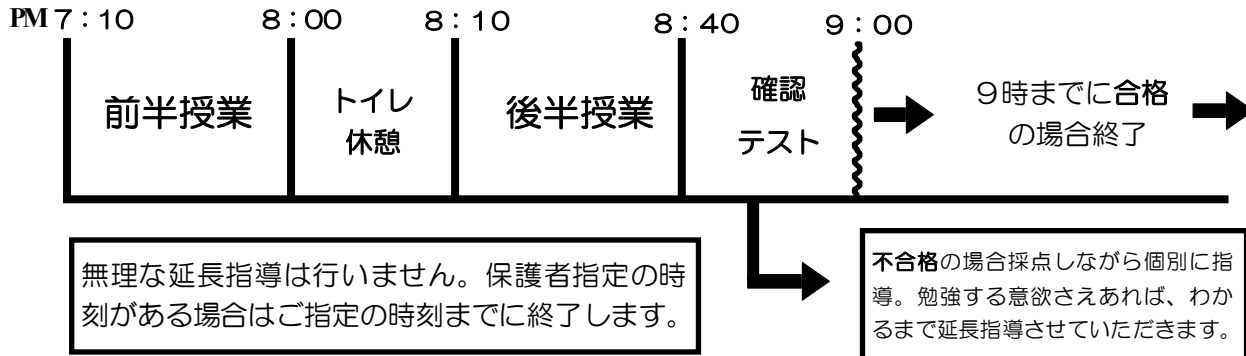 PM7：10 8：00 8：10 8：40 9：00
前半授業
トイレ
休憩
後半授業
確認
テスト
９時までに合格
の場合終了
無理な延長指導は行いません。保護者指定の時
刻がある場合はご指定の時刻までに終了します。
不合格の場合採点しながら個別に指
導。勉強する意欲さえあれば、わか
るまで延長指導させていただきます。